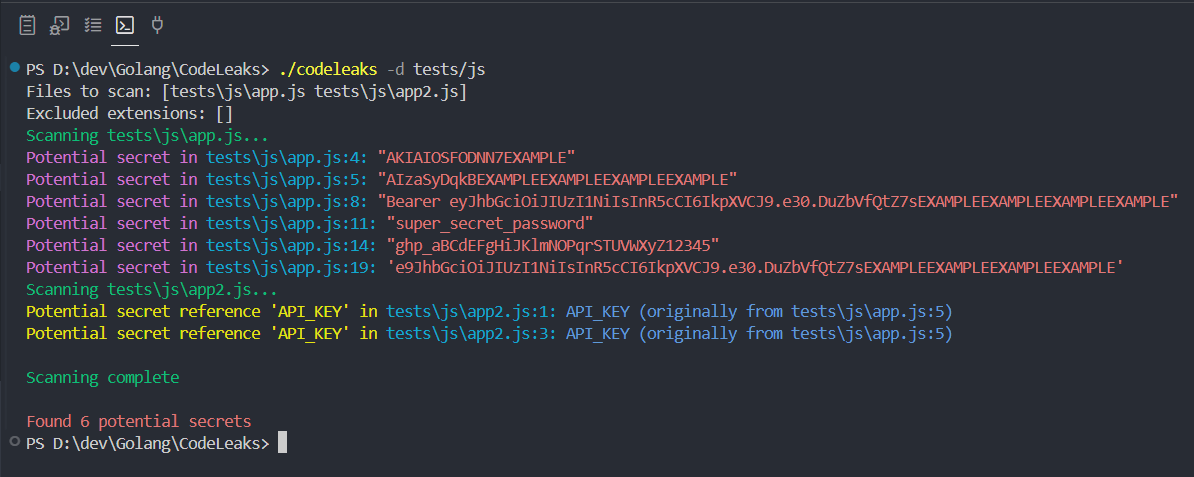 PS D:\dev\Golang\CodeLeaks> ./codeleaks -d tests/js
Files to scan: [tests\js\app.js tests\js\app2.js]
Excluded extensions: []
Scanning tests\js\app.js...
Potential secret in tests\js\app.js:4: "AKIAIOSFODNN7EXAMPLE"
Potential secret in tests\js\app.js:5: "AIzaSyDqkBEXAMPLEEXAMPLEEXAMPLEEXAMPLE"
Potential secret in tests\js\app.js:8: "Bearer eyJhbGciOiJIUzI1NiIsInR5cCI6IkpXVCJ9.e30.DuZbVfQtZ7sEXAMPLEEXAMPLEEXAMPLEEXAMPLE"
Potential secret in tests\js\app.js:11: "super_secret_password"
Potential secret in tests\js\app.js:14: "ghp_aBCdEFgHiJKlmNOPqrSTUVWXyZ12345"
Potential secret in tests\js\app.js:19: 'e9JhbGciOiJIUzI1NiIsInR5cCI6IkpXVCJ9.e30.DuZbVfQtZ7sEXAMPLEEXAMPLEEXAMPLEEXAMPLE'
Scanning tests\js\app2.js...
Potential secret reference 'API_KEY' in tests\js\app2.js:1: API_KEY (originally from tests\js\app.js:5)
Potential secret reference 'API_KEY' in tests\js\app2.js:3: API_KEY (originally from tests\js\app.js:5)
Scanning complete
Found 6 potential secrets
PS D:\dev\Golang\CodeLeaks>